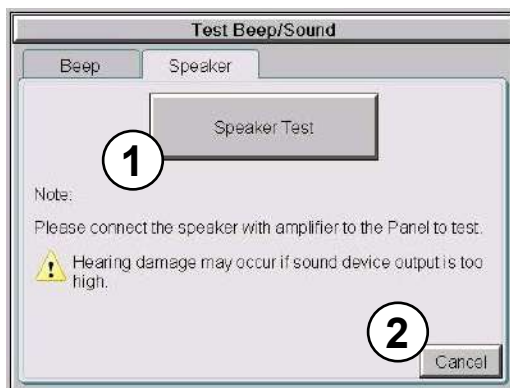 Test Beep/Sound
Beep Speaker
Speaker Test
1
Note:
Please connect the speaker with amplifier to the Panel to test.
Hearing damage may occur if sound device output is too
high.
2
Cancel